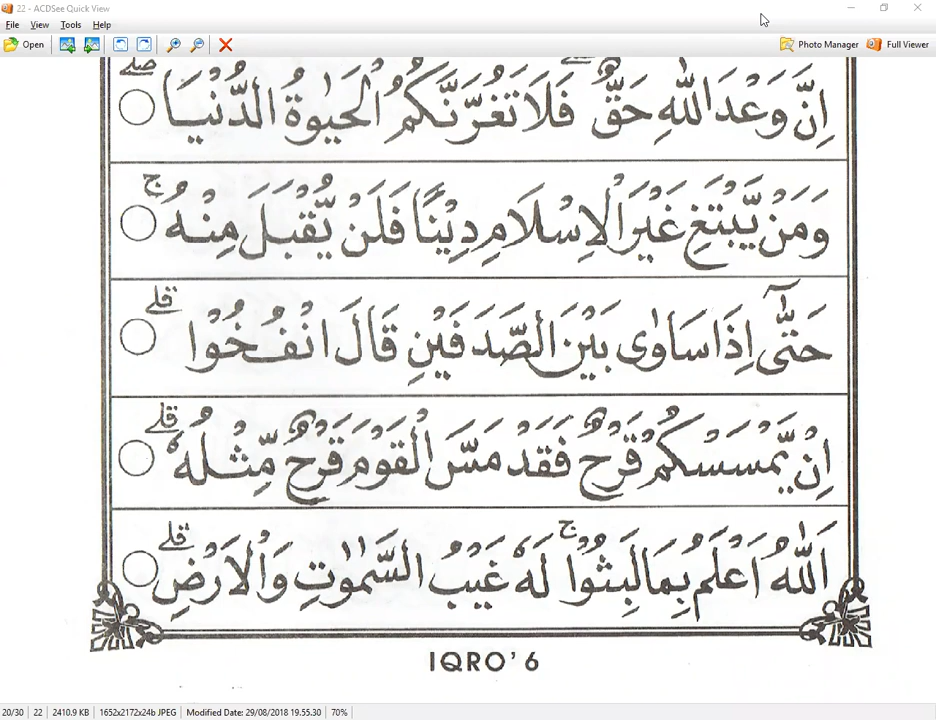 22 - ACDSee Quick View
File View Tools Help
Open Photo Manager Full Viewer
اِنَّ وَعْدَ اللّٰهِ حَقٌّ فَلَا تَغُرَّنَّكُمُ الْحَيٰوةُ الدُّنْيَا ۖ
وَمَنْ يَّبْتَغِ غَيْرَ الْاِسْلَامِ دِيْنًا فَلَنْ يُّقْبَلَ مِنْهُ ۚ
حَتّٰٓى اِذَا سَاوٰى بَيْنَ الصَّدَفَيْنِ قَالَ انْفُخُوْا ۗ
اِنْ يَّمْسَسْكُمْ قَرْحٌ فَقَدْ مَسَّ الْقَوْمَ قَرْحٌ مِّثْلُهٗ ۗ
اَللّٰهُ اَعْلَمُ بِمَا لَبِثُوْا ۚ لَهٗ غَيْبُ السَّمٰوٰتِ وَالْاَرْضِ ۗ
IQRO' 6
20/30 22 2410.9 KB 1652x2172x24b JPEG Modified Date: 29/08/2018 19.55.30 70%